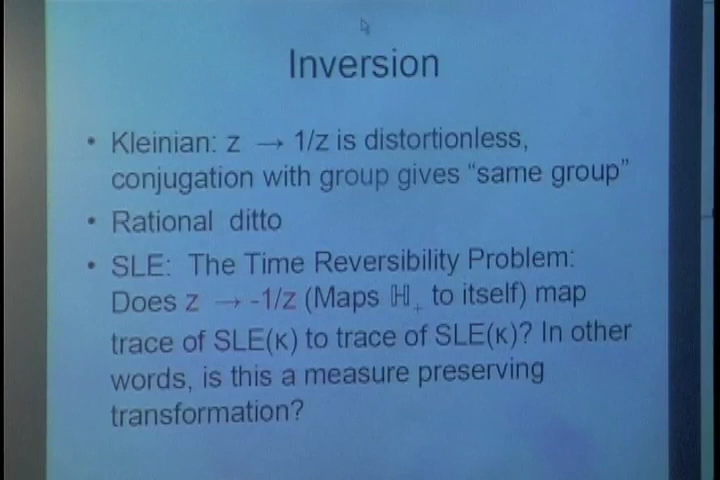 Inversion
• Kleinian: z → 1/z is distortionless,
conjugation with group gives “same group”
• Rational ditto
• SLE: The Time Reversibility Problem:
Does z → -1/z (Maps ℍ₊ to itself) map
trace of SLE(κ) to trace of SLE(κ)? In other
words, is this a measure preserving
transformation?